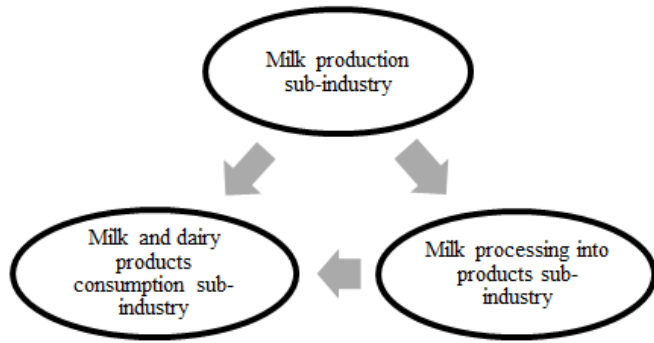 Milk production
sub-industry
Milk and dairy
products
consumption sub-
industry
Milk processing into
products sub-
industry